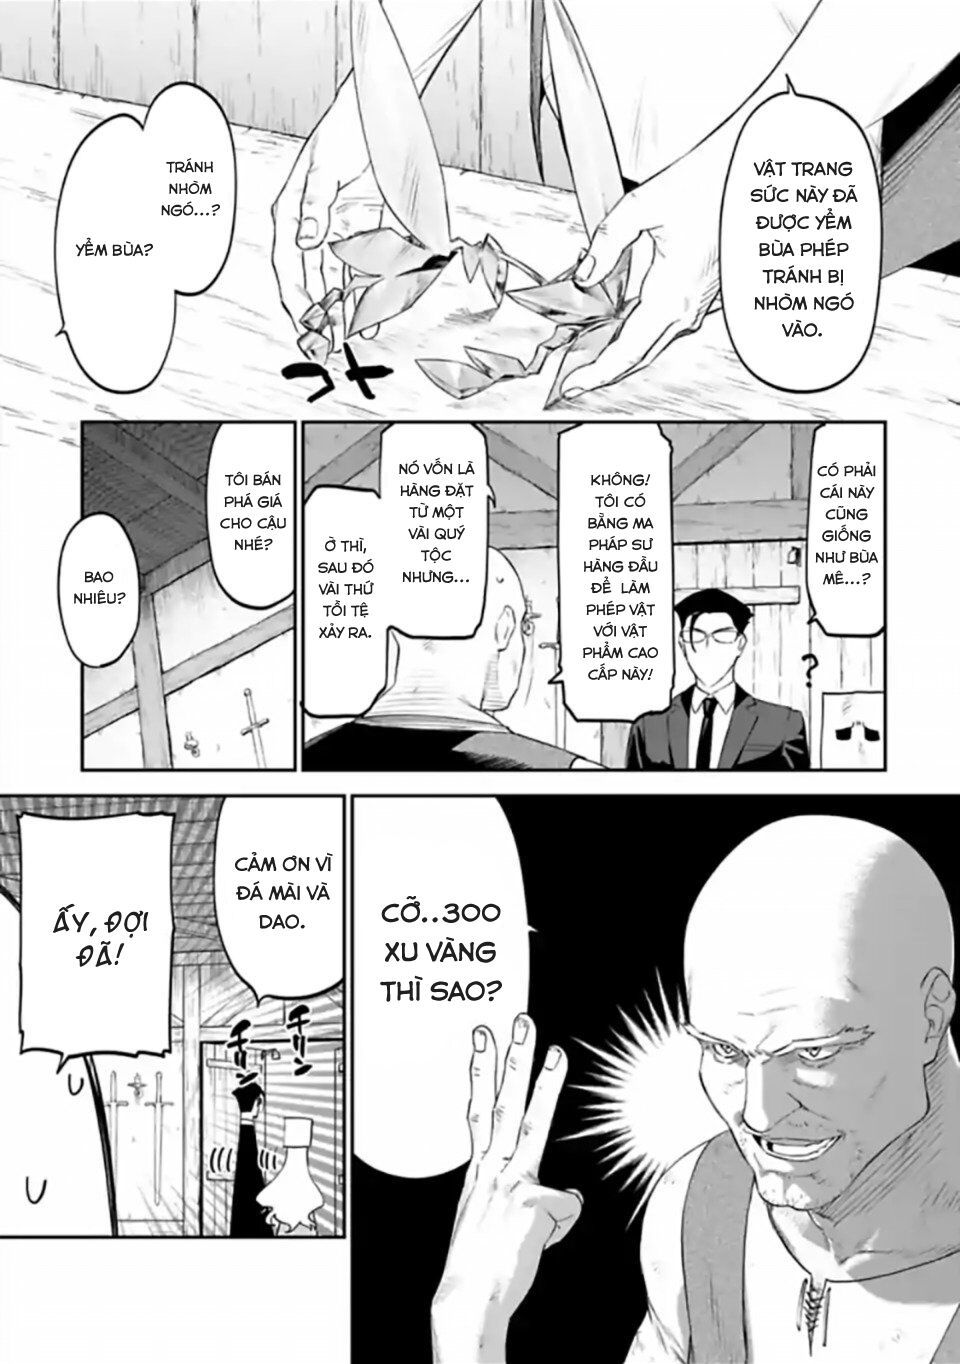 VẬT TRANG
SỨC NÀY ĐÃ
ĐƯỢC YỂM
BÙA PHÉP
TRÁNH BỊ
NHÒM NGÓ
VÀO.
TRÁNH
NHÒM
NGÓ...?
YỂM BÙA?
コト
CÓ PHẢI
CÁI NÀY
CŨNG
GIỐNG
NHƯ BÙA
MÊ...?
?
KHÔNG!
TÔI CÓ
BẰNG MA
PHÁP SƯ
HÀNG ĐẦU
ĐỂ LÀM
PHÉP VẬT
VỚI VẬT
PHẨM CAO
CẤP NÀY!
NÓ VỐN LÀ
HÀNG ĐẶT
TỪ MỘT
VÀI QUÝ
TỘC
NHƯNG...
Ờ THÌ,
SAU ĐÓ
VÀI THỨ
TỒI TỆ
XẢY RA.
TÔI BÁN
PHÁ GIÁ
CHO CẬU
NHÉ?
BAO
NHIÊU?
CỠ..300
XU VÀNG
THÌ SAO?
CẢM ƠN VÌ
ĐÁ MÀI VÀ
DAO.
ẤY, ĐỢI
ĐÃ!